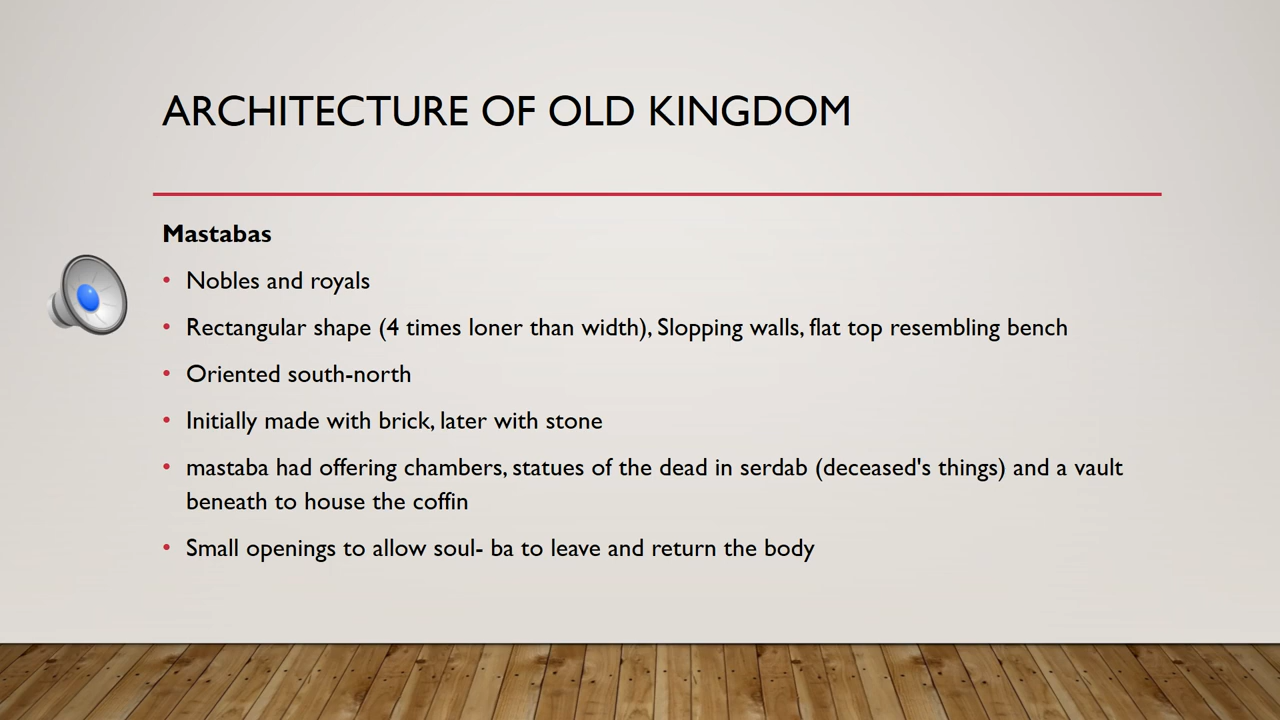 ARCHITECTURE OF OLD KINGDOM
Mastabas
• Nobles and royals
• Rectangular shape (4 times loner than width), Slopping walls, flat top resembling bench
• Oriented south-north
• Initially made with brick, later with stone
• mastaba had offering chambers, statues of the dead in serdab (deceased's things) and a vault
beneath to house the coffin
• Small openings to allow soul- ba to leave and return the body